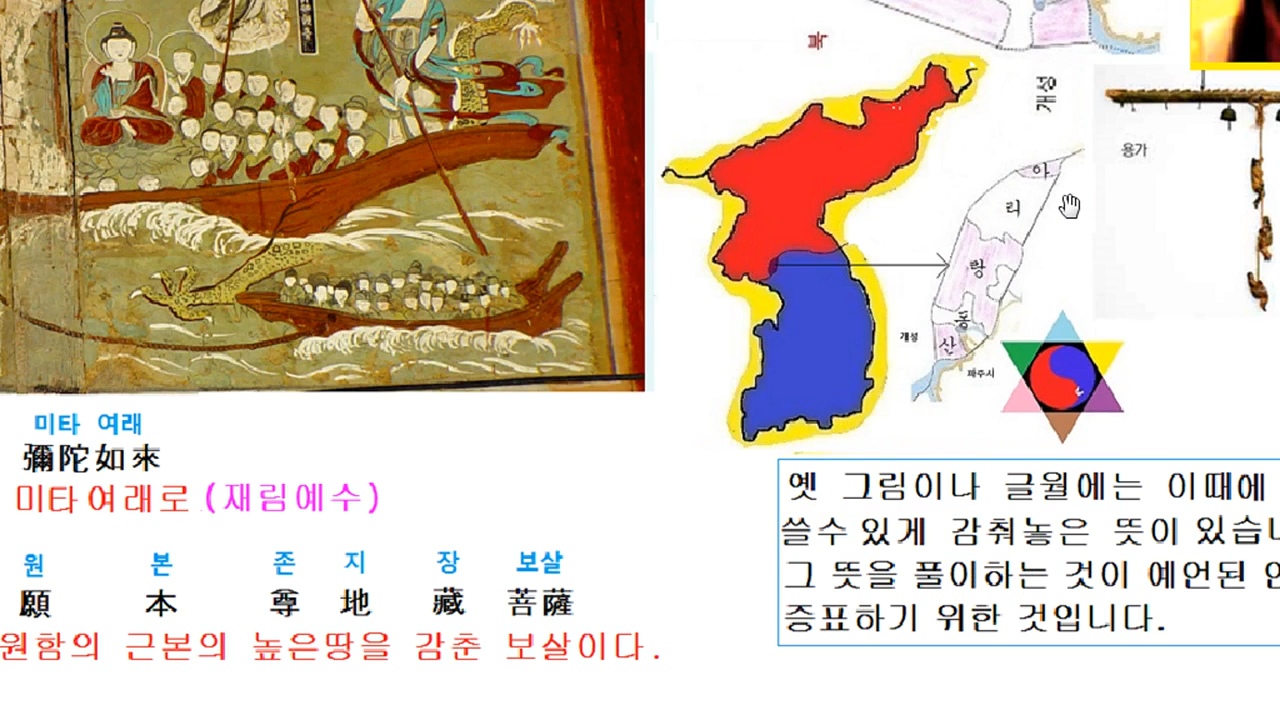 북
개성
용가
아
리
랑
동
산
개성
파주시
미타 여래
彌陀如來
미타여래로 (재림예수)
원 본 존 지 장 보살
願 本 尊 地 藏 菩薩
원함의 근본의 높은땅을 감춘 보살이다.
옛 그림이나 글월에는 이때에
쓸수 있게 감춰놓은 뜻이
그 뜻을 풀이하는 것이 예언된
증표하기 위한 것입니다.